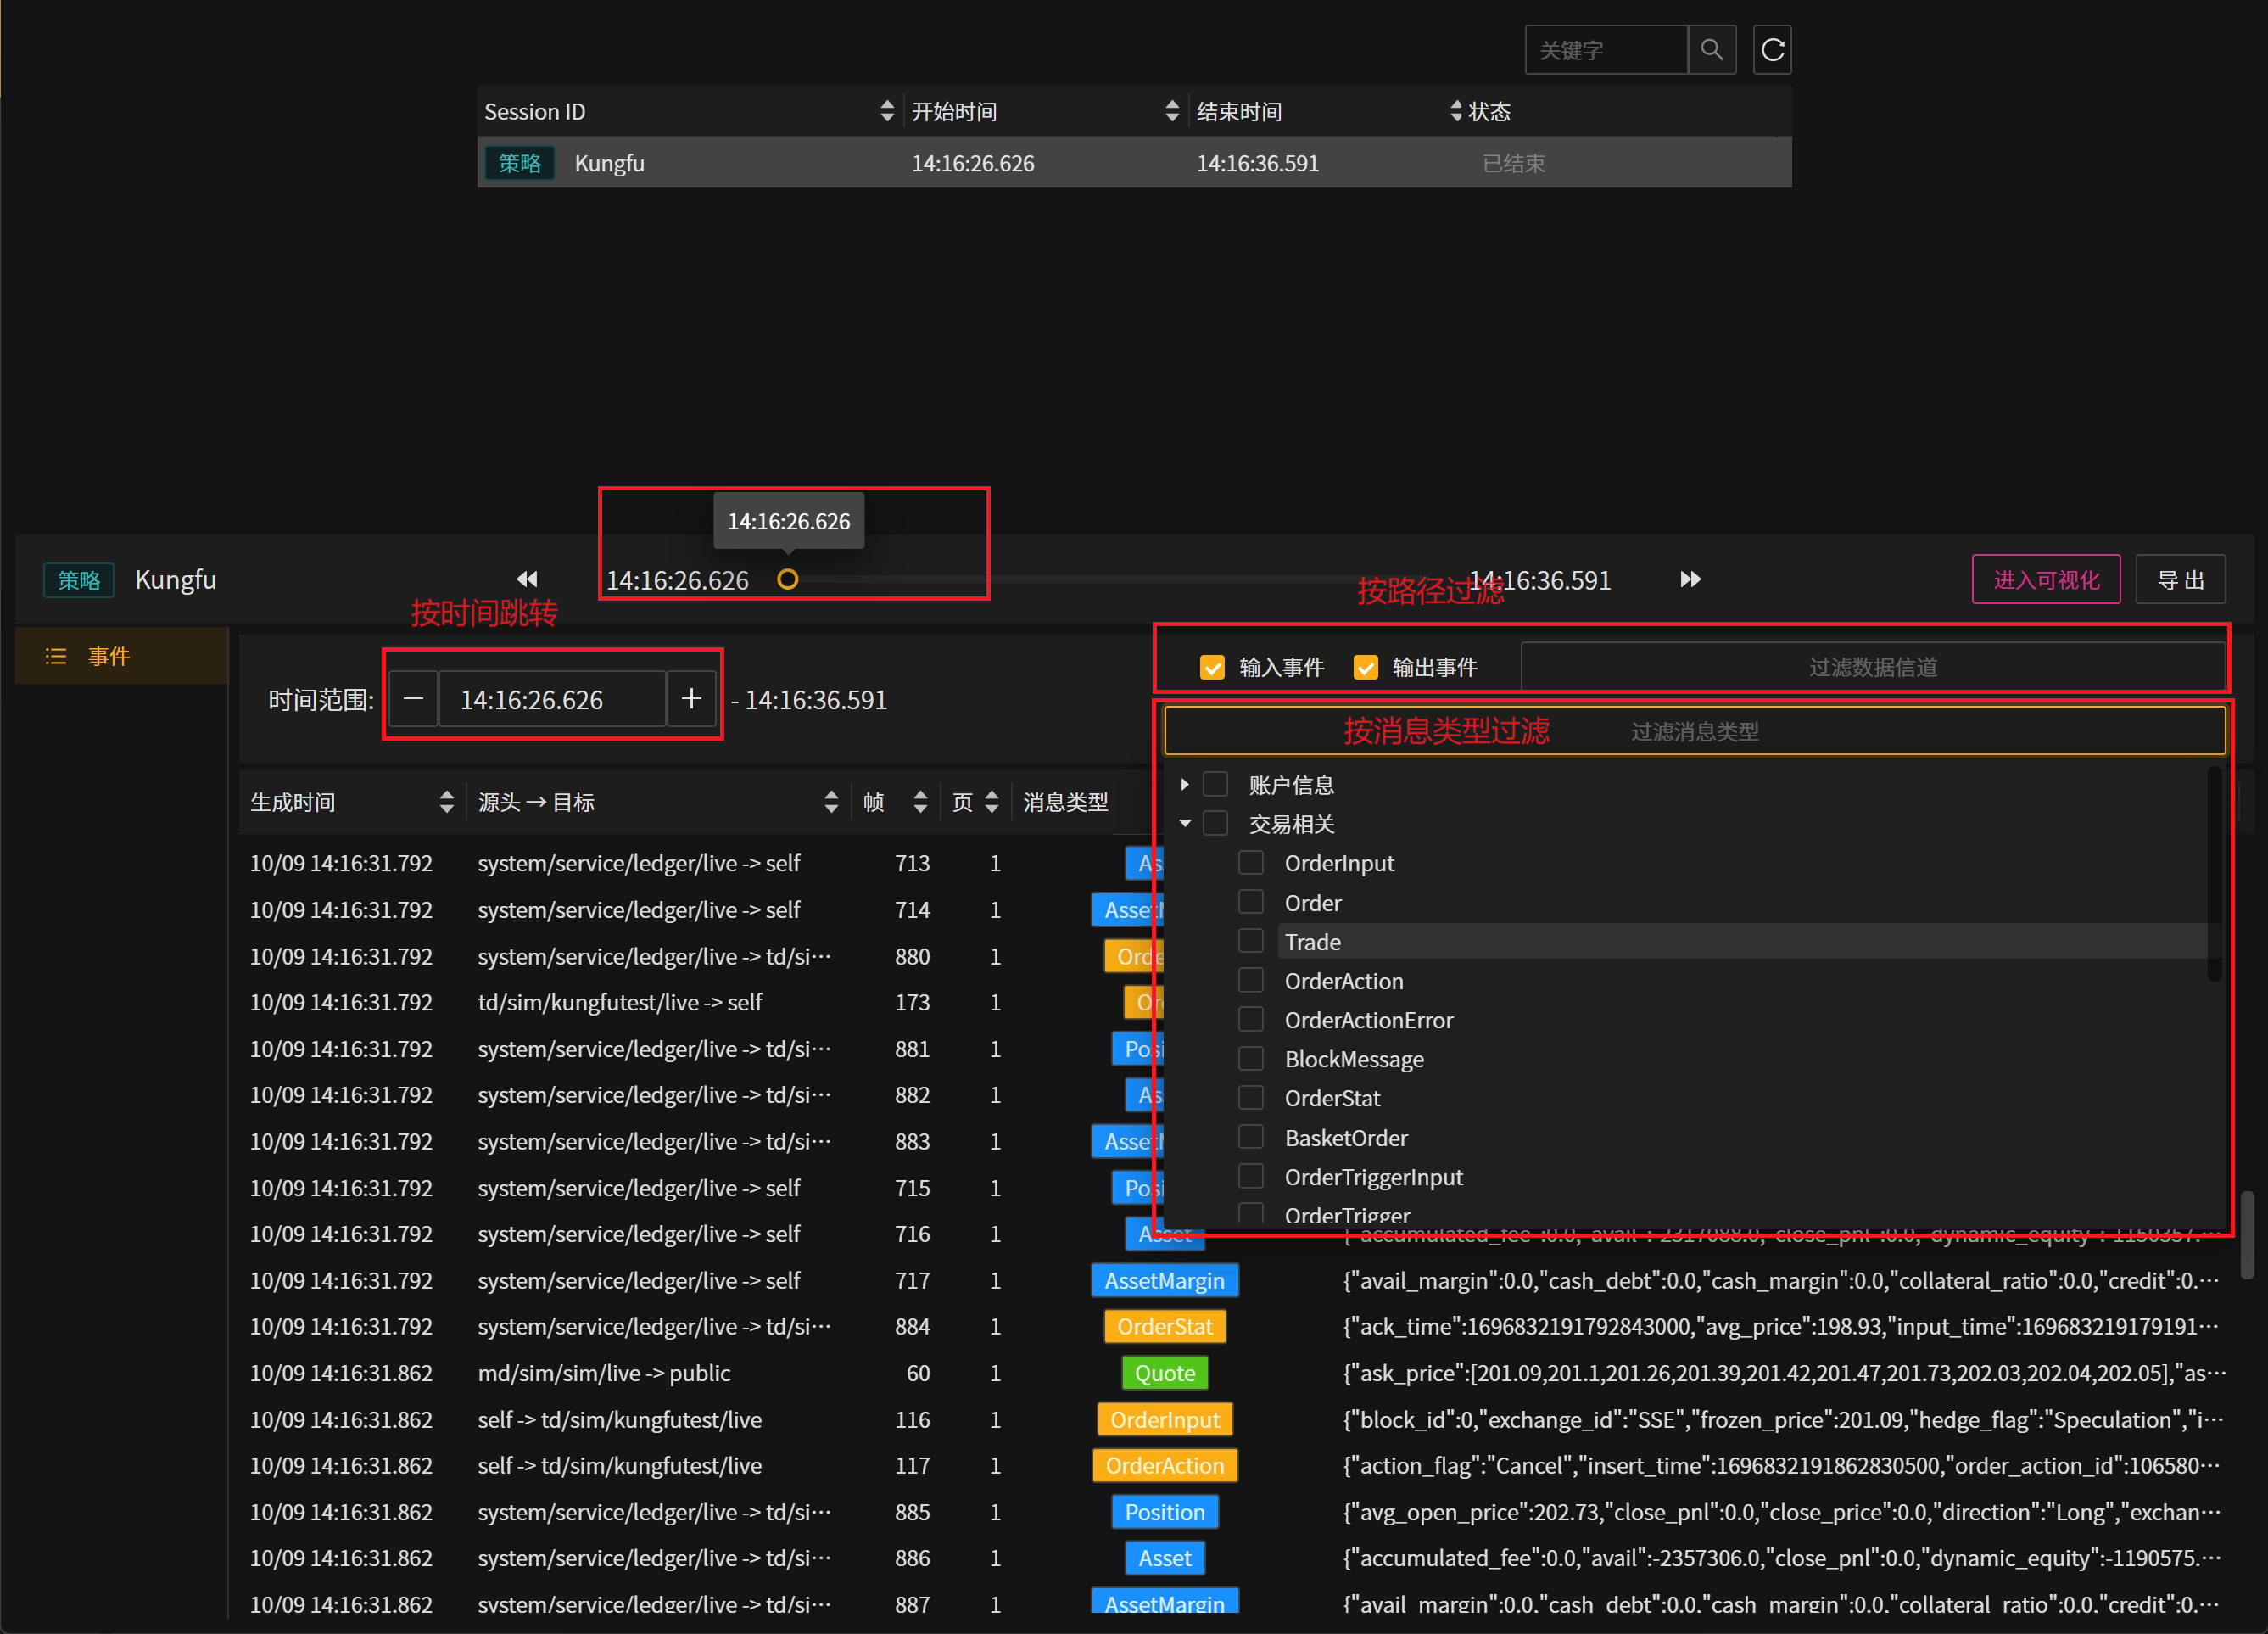 关键字
Session ID 开始时间 结束时间 状态
策略 Kungfu 14:16:26.626 14:16:36.591 已结束
14:16:26.626
策略 Kungfu 14:16:26.626 14:16:36.591 进入可视化 导出
按时间跳转 按路径过滤
事件
输入事件 输出事件 过滤数据信道
时间范围: 14:16:26.626 - 14:16:36.591
按消息类型过滤 过滤消息类型
账户信息
交易相关
OrderInput
Order
Trade
OrderAction
OrderActionError
BlockMessage
OrderStat
BasketOrder
OrderTriggerInput
OrderTrigger
生成时间 源头→目标 帧 页 消息类型
10/09 14:16:31.792 system/service/ledger/live -> self 713 1 As
10/09 14:16:31.792 system/service/ledger/live -> self 714 1 AssetM
10/09 14:16:31.792 system/service/ledger/live -> td/si… 880 1 Orde
10/09 14:16:31.792 td/sim/kungfutest/live -> self 173 1 Or
10/09 14:16:31.792 system/service/ledger/live -> td/si… 881 1 Posi
10/09 14:16:31.792 system/service/ledger/live -> td/si… 882 1 As
10/09 14:16:31.792 system/service/ledger/live -> td/si… 883 1 AssetM
10/09 14:16:31.792 system/service/ledger/live -> self 715 1 Posi
10/09 14:16:31.792 system/service/ledger/live -> self 716 1 Asset {"accumulated_fee":0.0,"avail":-2317088.0,"close_pnl":0.0,"dynamic_equity":-1150357.…
10/09 14:16:31.792 system/service/ledger/live -> self 717 1 AssetMargin {"avail_margin":0.0,"cash_debt":0.0,"cash_margin":0.0,"collateral_ratio":0.0,"credit":0.…
10/09 14:16:31.792 system/service/ledger/live -> td/si… 884 1 OrderStat {"ack_time":1696832191792843000,"avg_price":198.93,"input_time":169683219179191…
10/09 14:16:31.862 md/sim/sim/live -> public 60 1 Quote {"ask_price":[201.09,201.1,201.26,201.39,201.42,201.47,201.73,202.03,202.04,202.05],"as…
10/09 14:16:31.862 self -> td/sim/kungfutest/live 116 1 OrderInput {"block_id":0,"exchange_id":"SSE","frozen_price":201.09,"hedge_flag":"Speculation","i…
10/09 14:16:31.862 self -> td/sim/kungfutest/live 117 1 OrderAction {"action_flag":"Cancel","insert_time":1696832191862830500,"order_action_id":106580…
10/09 14:16:31.862 system/service/ledger/live -> td/si… 885 1 Position {"avg_open_price":202.73,"close_pnl":0.0,"close_price":0.0,"direction":"Long","exchan…
10/09 14:16:31.862 system/service/ledger/live -> td/si… 886 1 Asset {"accumulated_fee":0.0,"avail":-2357306.0,"close_pnl":0.0,"dynamic_equity":-1190575.…
10/09 14:16:31.862 system/service/ledger/live -> td/si… 887 1 AssetMargin {"avail_margin":0.0,"cash_debt":0.0,"cash_margin":0.0,"collateral_ratio":0.0,"credit":0.…